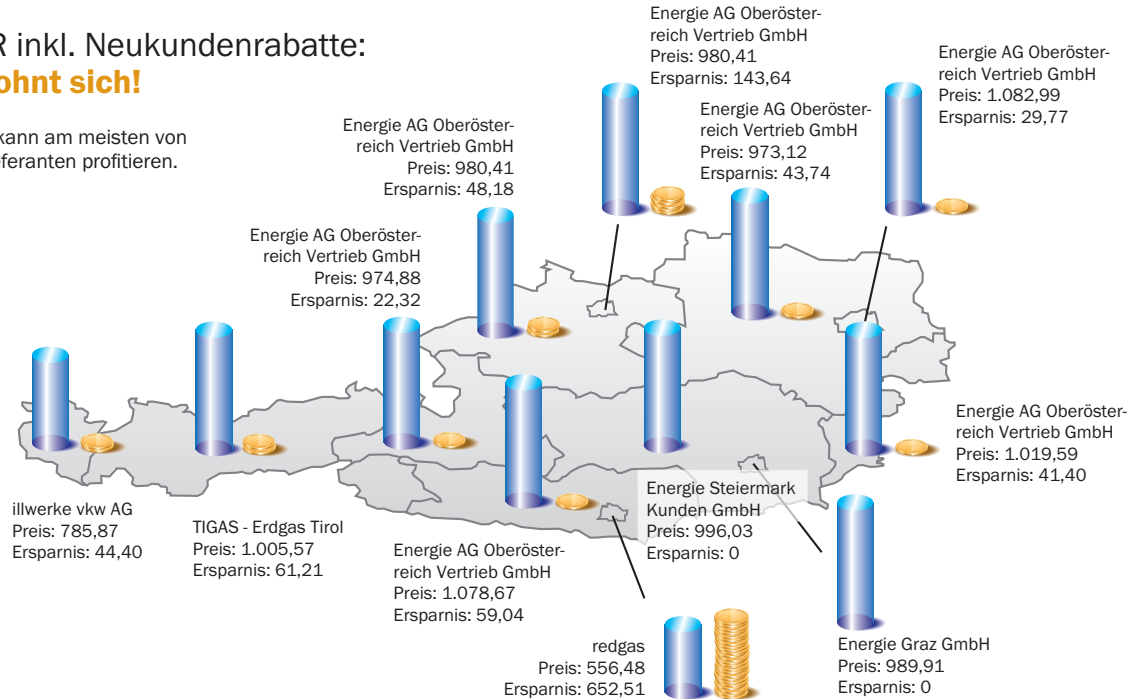 R inkl. Neukundenrabatte:
ohnt sich!
kann am meisten von
feranten profitieren.
Energie AG Oberöster-
reich Vertrieb GmbH
Preis: 980,41
Ersparnis: 143,64
Energie AG Oberöster-
reich Vertrieb GmbH
Preis: 1.082,99
Ersparnis: 29,77
Energie AG Oberöster-
reich Vertrieb GmbH
Preis: 973,12
Ersparnis: 43,74
Energie AG Oberöster-
reich Vertrieb GmbH
Preis: 980,41
Ersparnis: 48,18
Energie AG Oberöster-
reich Vertrieb GmbH
Preis: 974,88
Ersparnis: 22,32
Energie AG Oberöster-
reich Vertrieb GmbH
Preis: 1.019,59
Ersparnis: 41,40
illwerke vkw AG
Preis: 785,87
Ersparnis: 44,40
TIGAS - Erdgas Tirol
Preis: 1.005,57
Ersparnis: 61,21
Energie AG Oberöster-
reich Vertrieb GmbH
Preis: 1.078,67
Ersparnis: 59,04
Energie Steiermark
Kunden GmbH
Preis: 996,03
Ersparnis: 0
redgas
Preis: 556,48
Ersparnis: 652,51
Energie Graz GmbH
Preis: 989,91
Ersparnis: 0